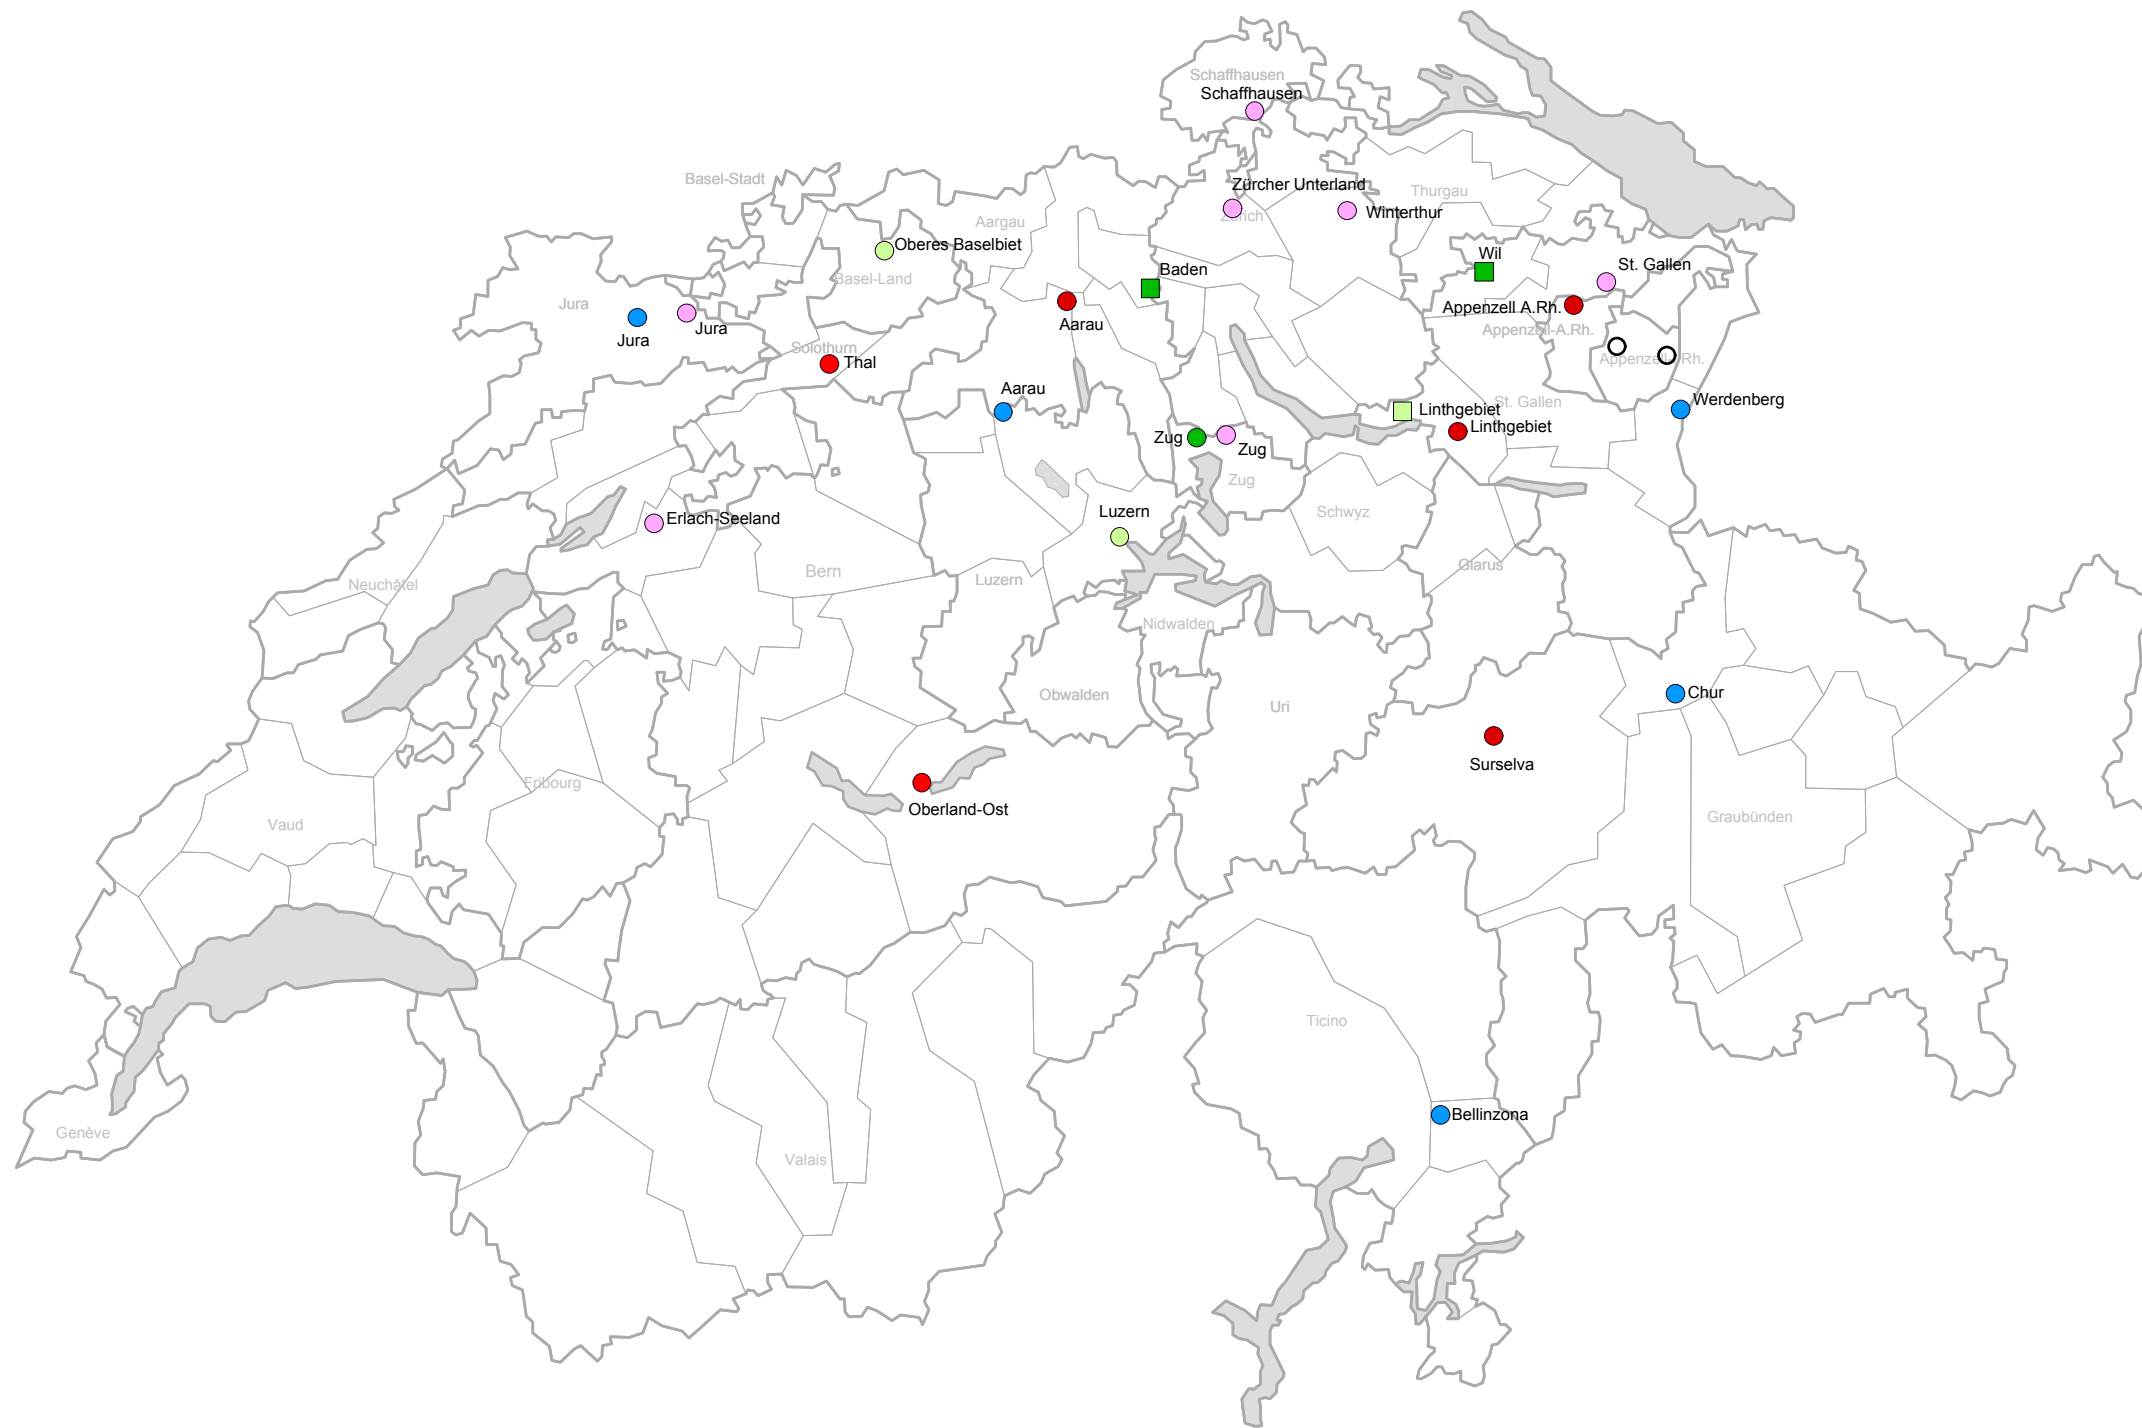 Schaffhausen
Schaffhausen
Basel-Stadt
Zürcher Unterland
Thurgau
Aargau
Zürich
Winterthur
Oberes Baselbiet
Wil
St. Gallen
Baden
Basel-Land
Jura
Appenzell A.Rh.
Aarau
Jura
Jura
Appenzell-A.Rh.
Solothurn
Thal
Aarau
St. Gallen
Linthgebiet
Werdenberg
Linthgebiet
Zug
Zug
Zug
Schwyz
Erlach-Seeland
Luzern
Glarus
Bern
Luzern
Neuchâtel
Nidwalden
Obwalden
Uri
Chur
Surselva
Fribourg
Oberland-Ost
Vaud
Graubünden
Ticino
Bellinzona
Genève
Valais